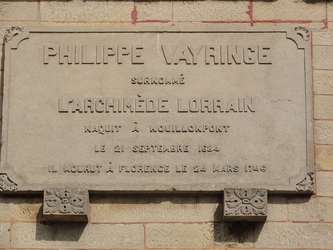 PHILIPPE VAYRINGE
SURNOMMÉ
L'ARCHIMÈDE LORRAIN
NAQUIT À NOUILLONPONT
LE 21 SEPTEMBRE 1684
IL MOURUT À FLORENCE LE 24 MARS 1746